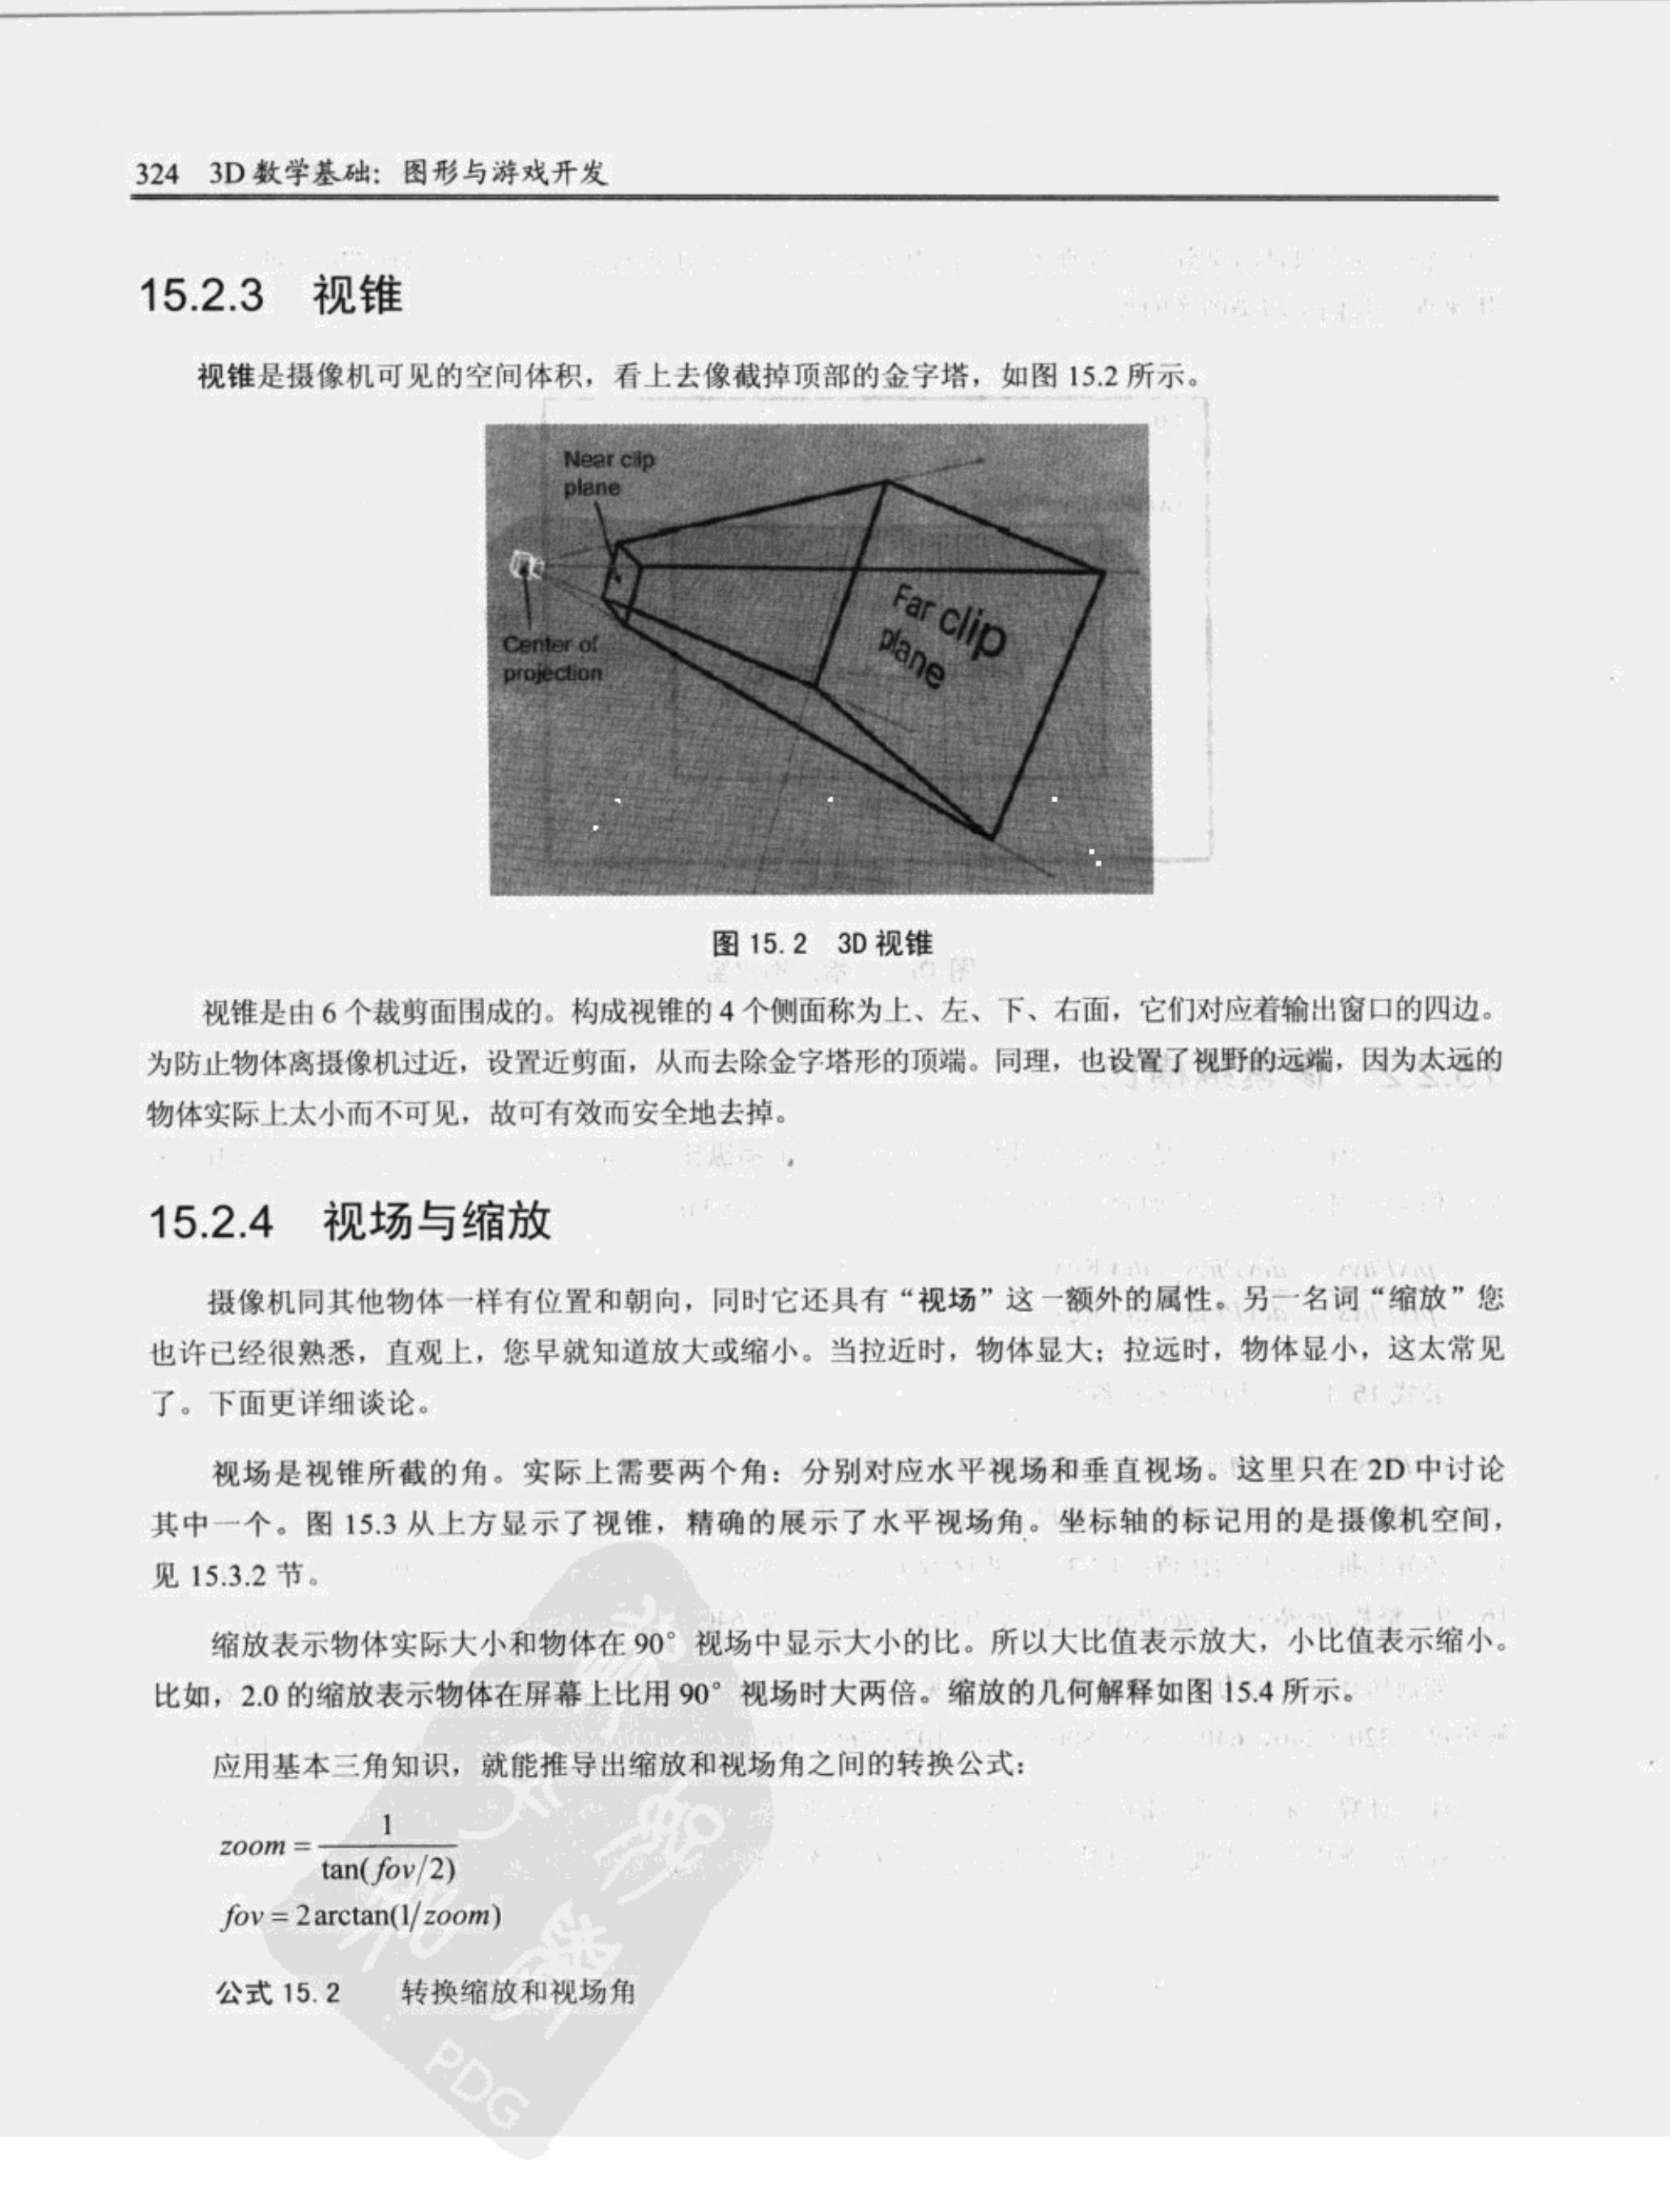 324 3D 数学基础：图形与游戏开发
15.2.3 视锥
视锥是摄像机可见的空间体积，看上去像截掉顶部的金字塔，如图 15.2 所示。
Near clip
plane
Far clip
plane
Center of
projection
图 15.2 3D 视锥
视锥是由 6 个裁剪面围成的。构成视锥的 4 个侧面称为上、左、下、右面，它们对应着输出窗口的四边。
为防止物体离摄像机过近，设置近剪面，从而去除金字塔形的顶端。同理，也设置了视野的远端，因为太远的
物体实际上太小而不可见，故可有效而安全地去掉。
15.2.4 视场与缩放
摄像机同其他物体一样有位置和朝向，同时它还具有“视场”这一额外的属性。另一名词“缩放”您
也许已经很熟悉，直观上，您早就知道放大或缩小。当拉近时，物体显大；拉远时，物体显小，这太常见
了。下面更详细谈论。
视场是视锥所截的角。实际上需要两个角：分别对应水平视场和垂直视场。这里只在 2D 中讨论
其中一个。图 15.3 从上方显示了视锥，精确的展示了水平视场角。坐标轴的标记用的是摄像机空间，
见 15.3.2 节。
缩放表示物体实际大小和物体在 90° 视场中显示大小的比。所以大比值表示放大，小比值表示缩小。
比如，2.0 的缩放表示物体在屏幕上比用 90° 视场时大两倍。缩放的几何解释如图 15.4 所示。
应用基本三角知识，就能推导出缩放和视场角之间的转换公式：
zoom = 1 / tan(fov/2)
fov = 2 arctan(1/zoom)
公式 15.2 转换缩放和视场角
PDG